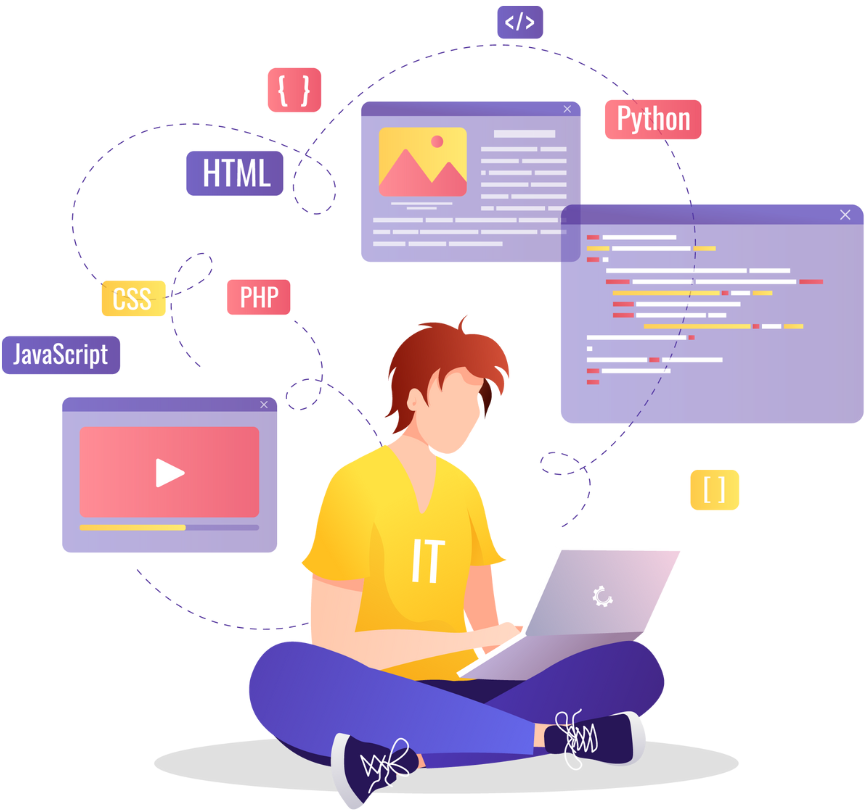 </>
{ }
Python
HTML
CSS
PHP
JavaScript
[ ]
IT